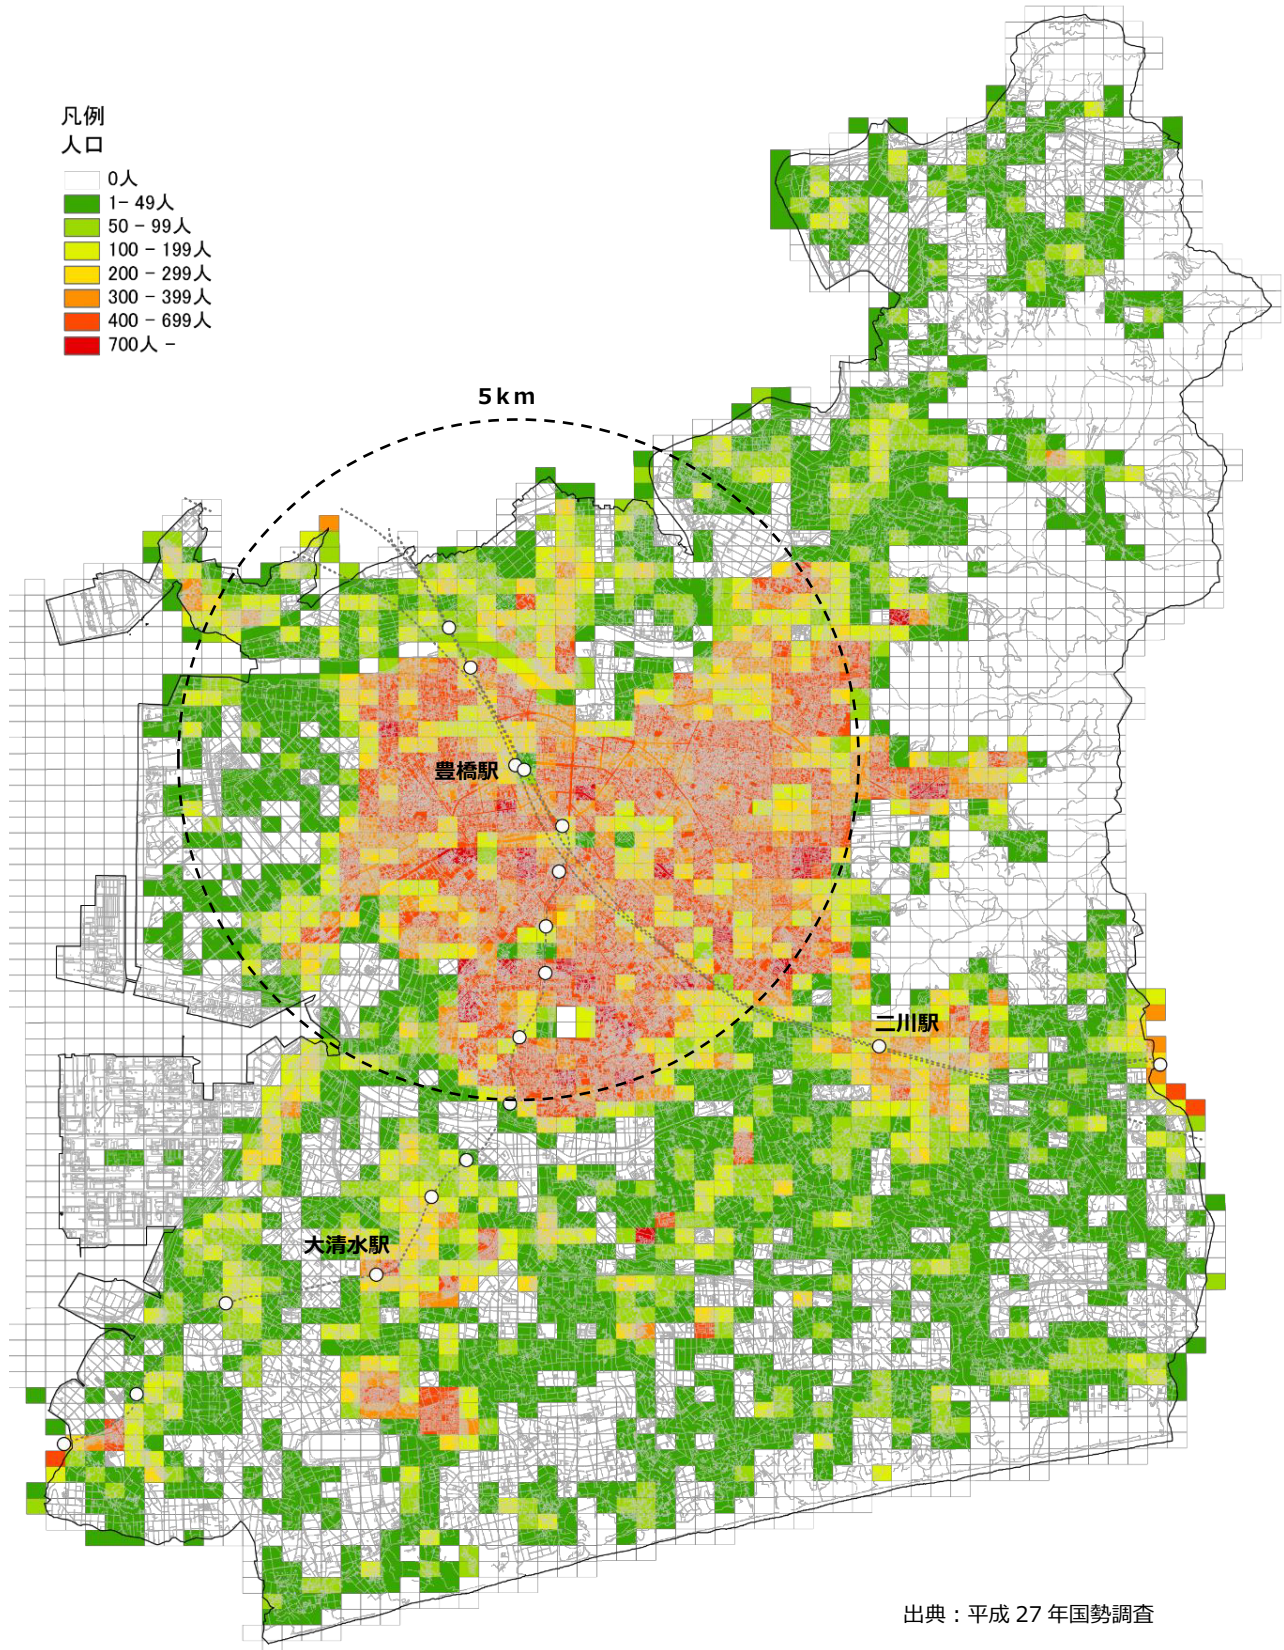 凡例
人口
0人
1- 49人
50 - 99人
100 - 199人
200 - 299人
300 - 399人
400 - 699人
700人 -
5km
豊橋駅
二川駅
大清水駅
出典：平成 27 年国勢調査